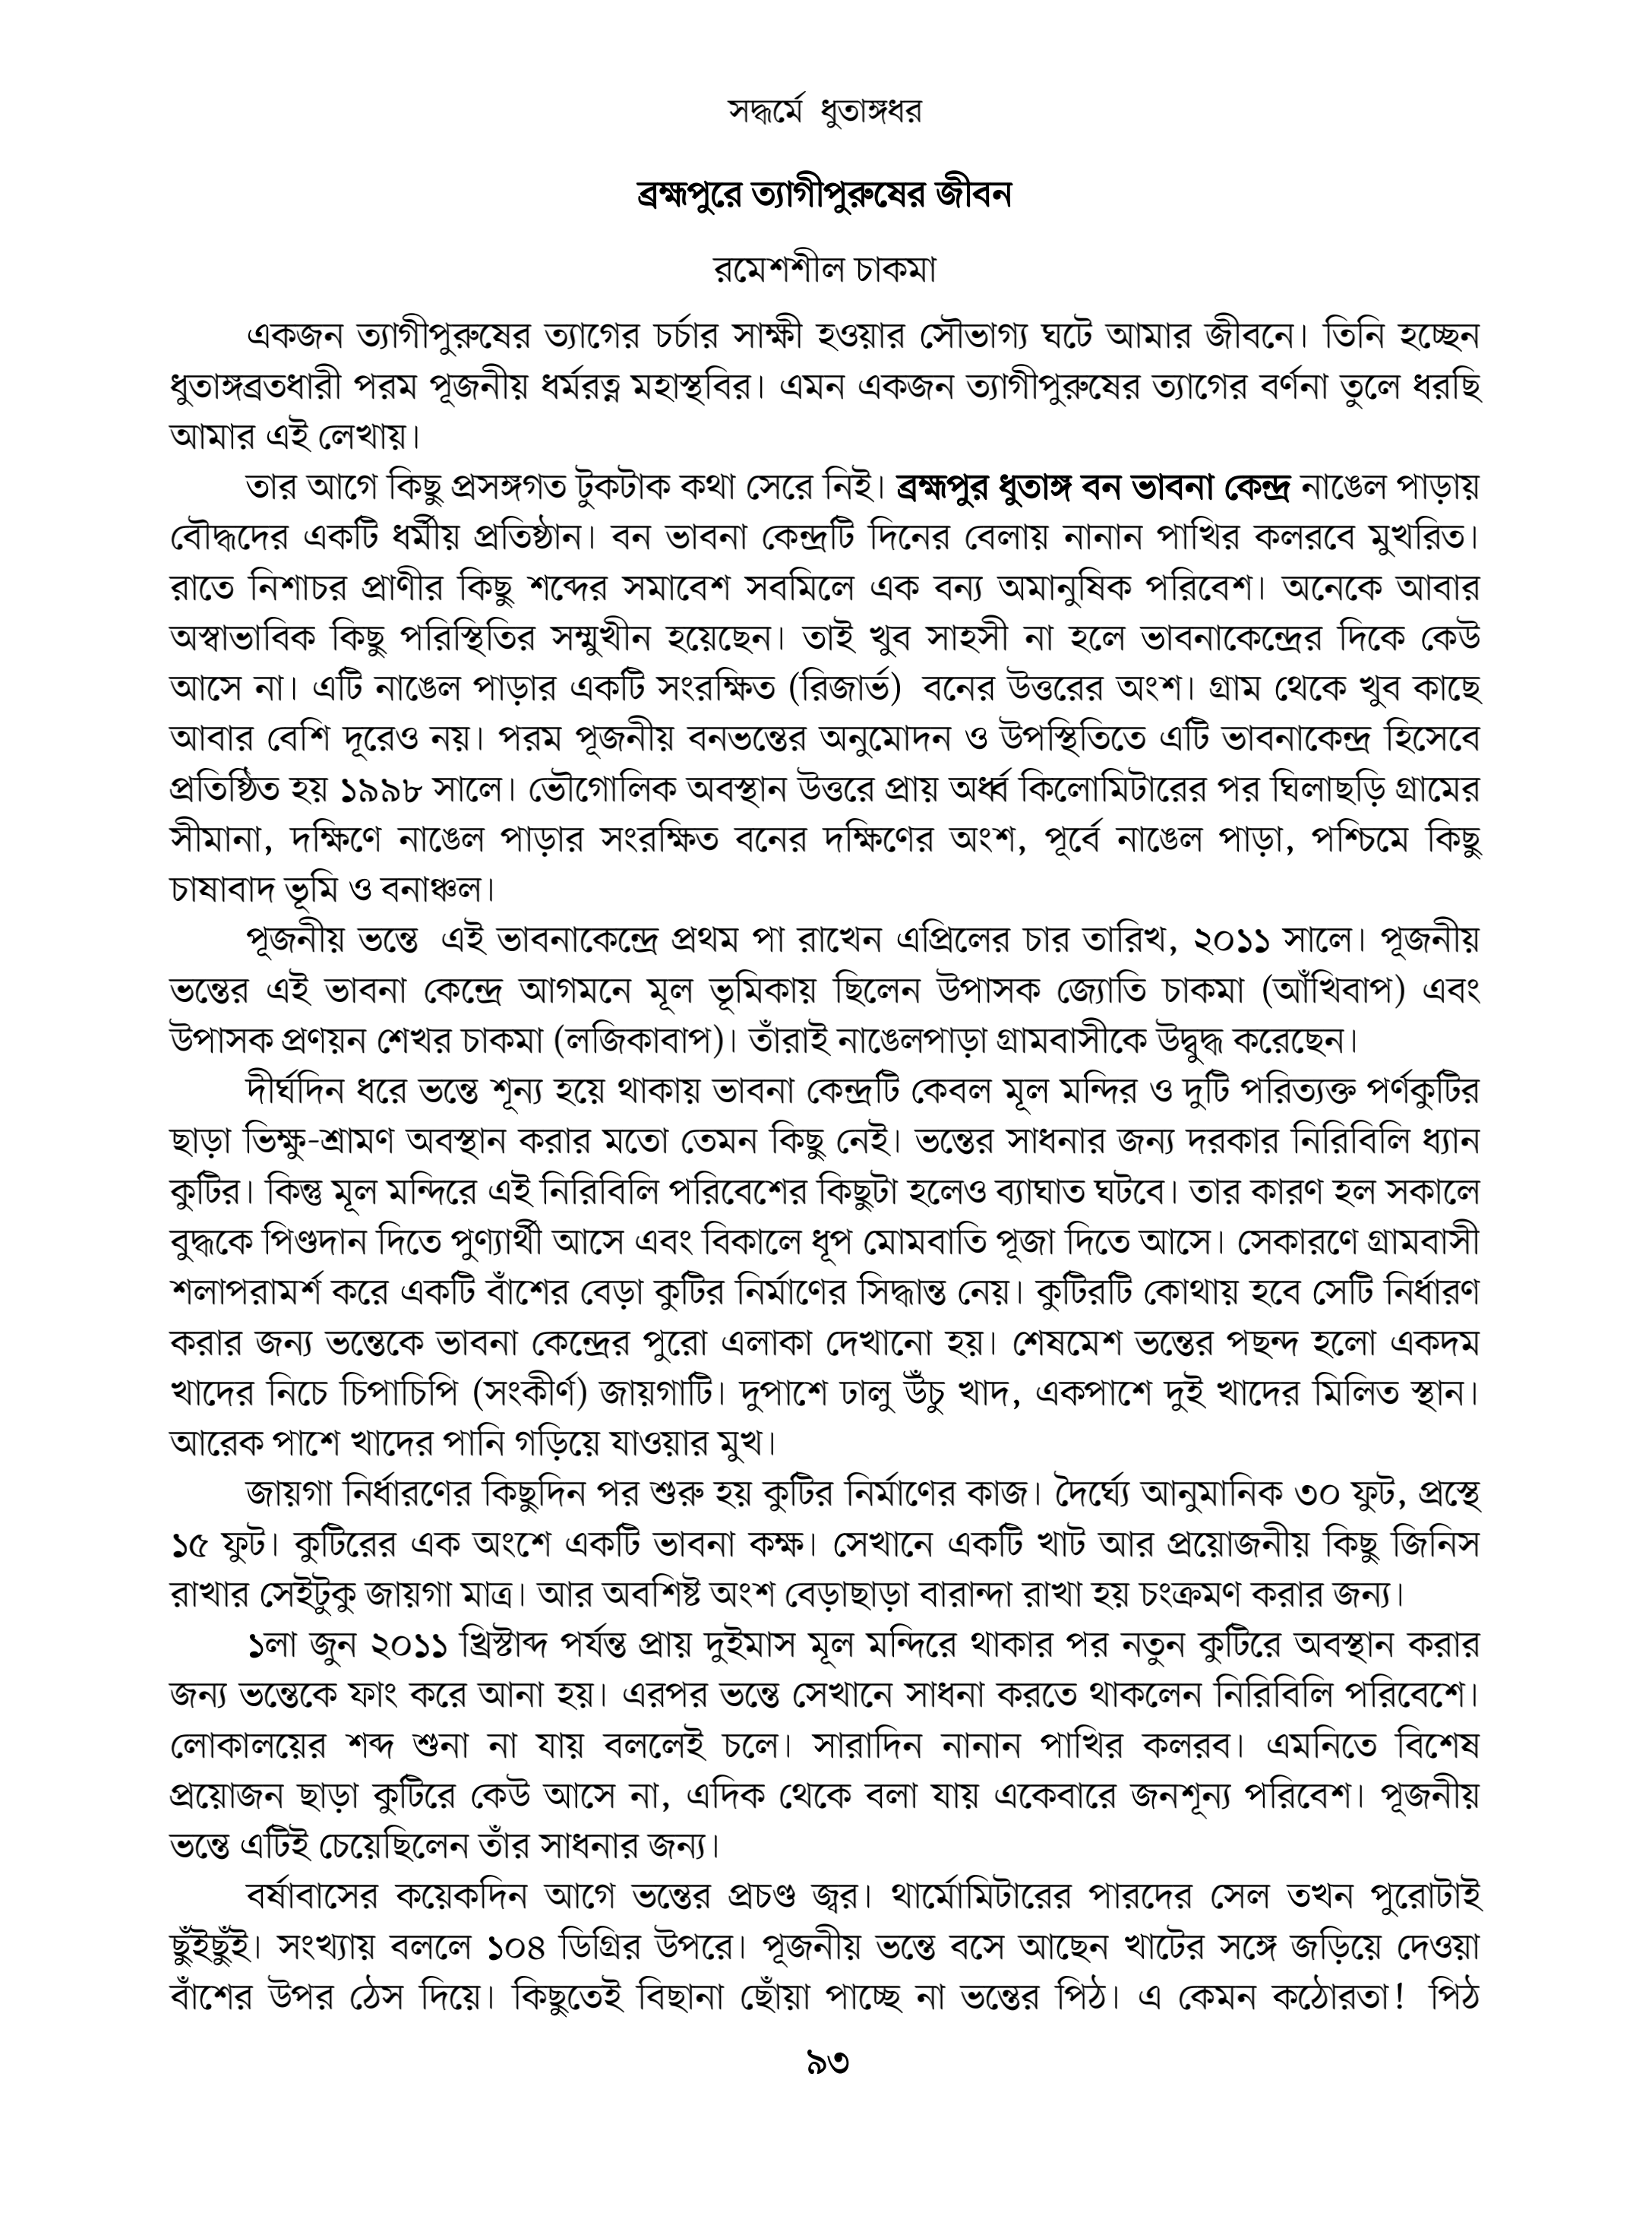 সদ্ধর্মে ধুতাঙ্গধর
ব্রহ্মপুরে ত্যাগীপুরুষের জীবন
রমেশশীল চাকমা
একজন ত্যাগীপুরুষের ত্যাগের চর্চার সাক্ষী হওয়ার সৌভাগ্য ঘটে আমার জীবনে। তিনি হচ্ছেন
ধুতাঙ্গব্রতধারী পরম পূজনীয় ধর্মরত্ন মহাস্থবির। এমন একজন ত্যাগীপুরুষের ত্যাগের বর্ণনা তুলে ধরছি
আমার এই লেখায়।
তার আগে কিছু প্রসঙ্গগত টুকটাক কথা সেরে নিই। ব্রহ্মপুর ধুতাঙ্গ বন ভাবনা কেন্দ্র নাঙেল পাড়ায়
বৌদ্ধদের একটি ধর্মীয় প্রতিষ্ঠান। বন ভাবনা কেন্দ্রটি দিনের বেলায় নানান পাখির কলরবে মুখরিত।
রাতে নিশাচর প্রাণীর কিছু শব্দের সমাবেশ সবমিলে এক বন্য অমানুষিক পরিবেশ। অনেকে আবার
অস্বাভাবিক কিছু পরিস্থিতির সম্মুখীন হয়েছেন। তাই খুব সাহসী না হলে ভাবনাকেন্দ্রের দিকে কেউ
আসে না। এটি নাঙেল পাড়ার একটি সংরক্ষিত (রিজার্ভ) বনের উত্তরের অংশ। গ্রাম থেকে খুব কাছে
আবার বেশি দূরেও নয়। পরম পূজনীয় বনভন্তের অনুমোদন ও উপস্থিতিতে এটি ভাবনাকেন্দ্র হিসেবে
প্রতিষ্ঠিত হয় ১৯৯৮ সালে। ভৌগোলিক অবস্থান উত্তরে প্রায় অর্ধ্ব কিলোমিটারের পর ঘিলাছড়ি গ্রামের
সীমানা, দক্ষিণে নাঙেল পাড়ার সংরক্ষিত বনের দক্ষিণের অংশ, পূর্বে নাঙেল পাড়া, পশ্চিমে কিছু
চাষাবাদ ভূমি ও বনাঞ্চল।
পূজনীয় ভন্তে এই ভাবনাকেন্দ্রে প্রথম পা রাখেন এপ্রিলের চার তারিখ, ২০১১ সালে। পূজনীয়
ভন্তের এই ভাবনা কেন্দ্রে আগমনে মূল ভূমিকায় ছিলেন উপাসক জ্যোতি চাকমা (আঁখিবাপ) এবং
উপাসক প্রণয়ন শেখর চাকমা (লজিকাবাপ)। তাঁরাই নাঙেলপাড়া গ্রামবাসীকে উদ্বুদ্ধ করেছেন।
দীর্ঘদিন ধরে ভন্তে শূন্য হয়ে থাকায় ভাবনা কেন্দ্রটি কেবল মূল মন্দির ও দুটি পরিত্যক্ত পর্ণকুটির
ছাড়া ভিক্ষু-শ্রামণ অবস্থান করার মতো তেমন কিছু নেই। ভন্তের সাধনার জন্য দরকার নিরিবিলি ধ্যান
কুটির। কিন্তু মূল মন্দিরে এই নিরিবিলি পরিবেশের কিছুটা হলেও ব্যাঘাত ঘটবে। তার কারণ হল সকালে
বুদ্ধকে পিণ্ডদান দিতে পুণ্যার্থী আসে এবং বিকালে ধূপ মোমবাতি পূজা দিতে আসে। সেকারণে গ্রামবাসী
শলাপরামর্শ করে একটি বাঁশের বেড়া কুটির নির্মাণের সিদ্ধান্ত নেয়। কুটিরটি কোথায় হবে সেটি নির্ধারণ
করার জন্য ভন্তেকে ভাবনা কেন্দ্রের পুরো এলাকা দেখানো হয়। শেষমেশ ভন্তের পছন্দ হলো একদম
খাদের নিচে চিপাচিপি (সংকীর্ণ) জায়গাটি। দুপাশে ঢালু উঁচু খাদ, একপাশে দুই খাদের মিলিত স্থান।
আরেক পাশে খাদের পানি গড়িয়ে যাওয়ার মুখ।
জায়গা নির্ধারণের কিছুদিন পর শুরু হয় কুটির নির্মাণের কাজ। দৈর্ঘ্যে আনুমানিক ৩০ ফুট, প্রস্থে
১৫ ফুট। কুটিরের এক অংশে একটি ভাবনা কক্ষ। সেখানে একটি খাট আর প্রয়োজনীয় কিছু জিনিস
রাখার সেইটুকু জায়গা মাত্র। আর অবশিষ্ট অংশ বেড়াছাড়া বারান্দা রাখা হয় চংক্রমণ করার জন্য।
১লা জুন ২০১১ খ্রিস্টাব্দ পর্যন্ত প্রায় দুইমাস মূল মন্দিরে থাকার পর নতুন কুটিরে অবস্থান করার
জন্য ভন্তেকে ফাং করে আনা হয়। এরপর ভন্তে সেখানে সাধনা করতে থাকলেন নিরিবিলি পরিবেশে।
লোকালয়ের শব্দ শুনা না যায় বললেই চলে। সারাদিন নানান পাখির কলরব। এমনিতে বিশেষ
প্রয়োজন ছাড়া কুটিরে কেউ আসে না, এদিক থেকে বলা যায় একেবারে জনশূন্য পরিবেশ। পূজনীয়
ভন্তে এটিই চেয়েছিলেন তাঁর সাধনার জন্য।
বর্ষাবাসের কয়েকদিন আগে ভন্তের প্রচণ্ড জ্বর। থার্মোমিটারের পারদের সেল তখন পুরোটাই
ছুঁইছুঁই। সংখ্যায় বললে ১০৪ ডিগ্রির উপরে। পূজনীয় ভন্তে বসে আছেন খাটের সঙ্গে জড়িয়ে দেওয়া
বাঁশের উপর ঠেস দিয়ে। কিছুতেই বিছানা ছোঁয়া পাচ্ছে না ভন্তের পিঠ। এ কেমন কঠোরতা! পিঠ
৯৩